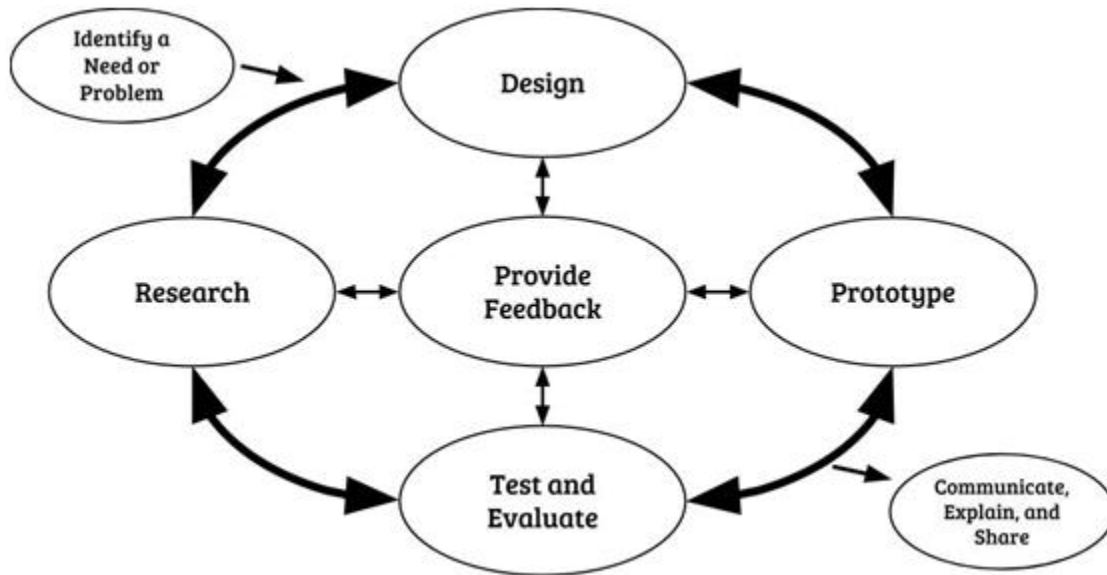 Identify a
Need or
Problem
Design
Research
Provide
Feedback
Prototype
Test and
Evaluate
Communicate,
Explain, and
Share